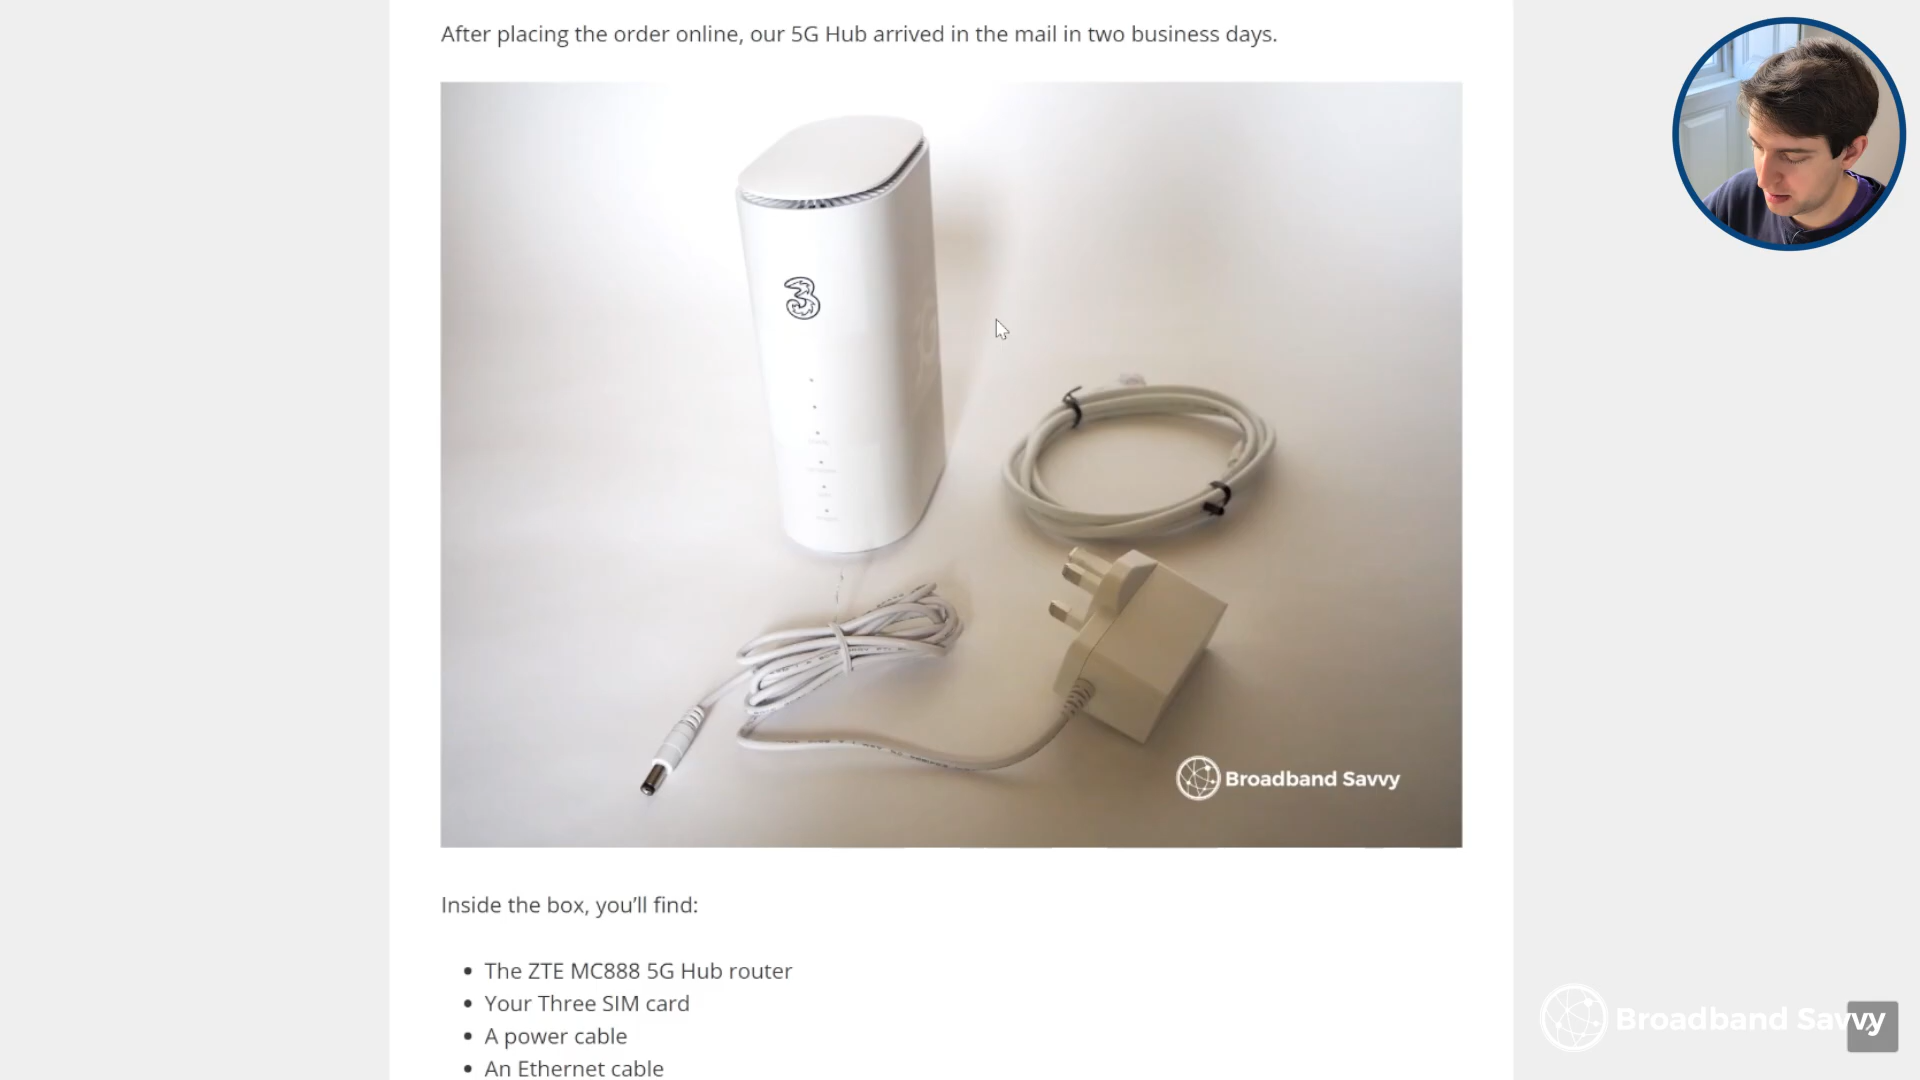 After placing the order online, our 5G Hub arrived in the mail in two business days.
3
Broadband Savvy
Inside the box, you’ll find:
The ZTE MC888 5G Hub router
Your Three SIM card
A power cable
An Ethernet cable
Broadband Savvy